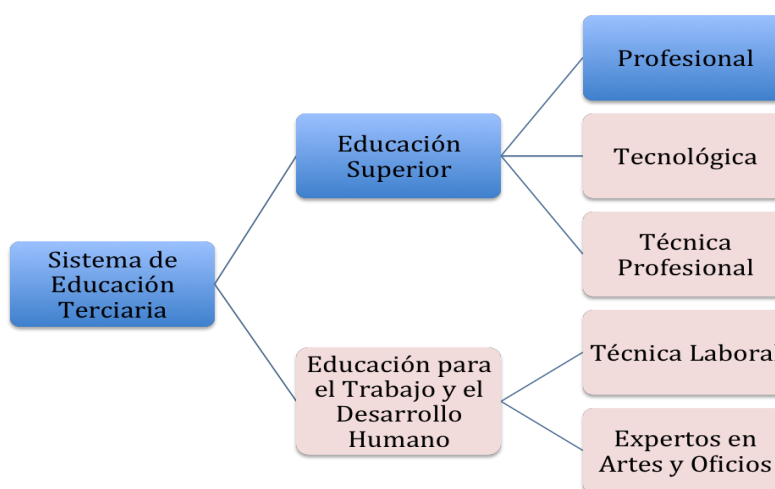 Sistema de
Educación
Terciaria
Educación
Superior
Profesional
Tecnológica
Técnica
Profesional
Educación para
el Trabajo y el
Desarrollo
Humano
Técnica Laboral
Expertos en
Artes y Oficios